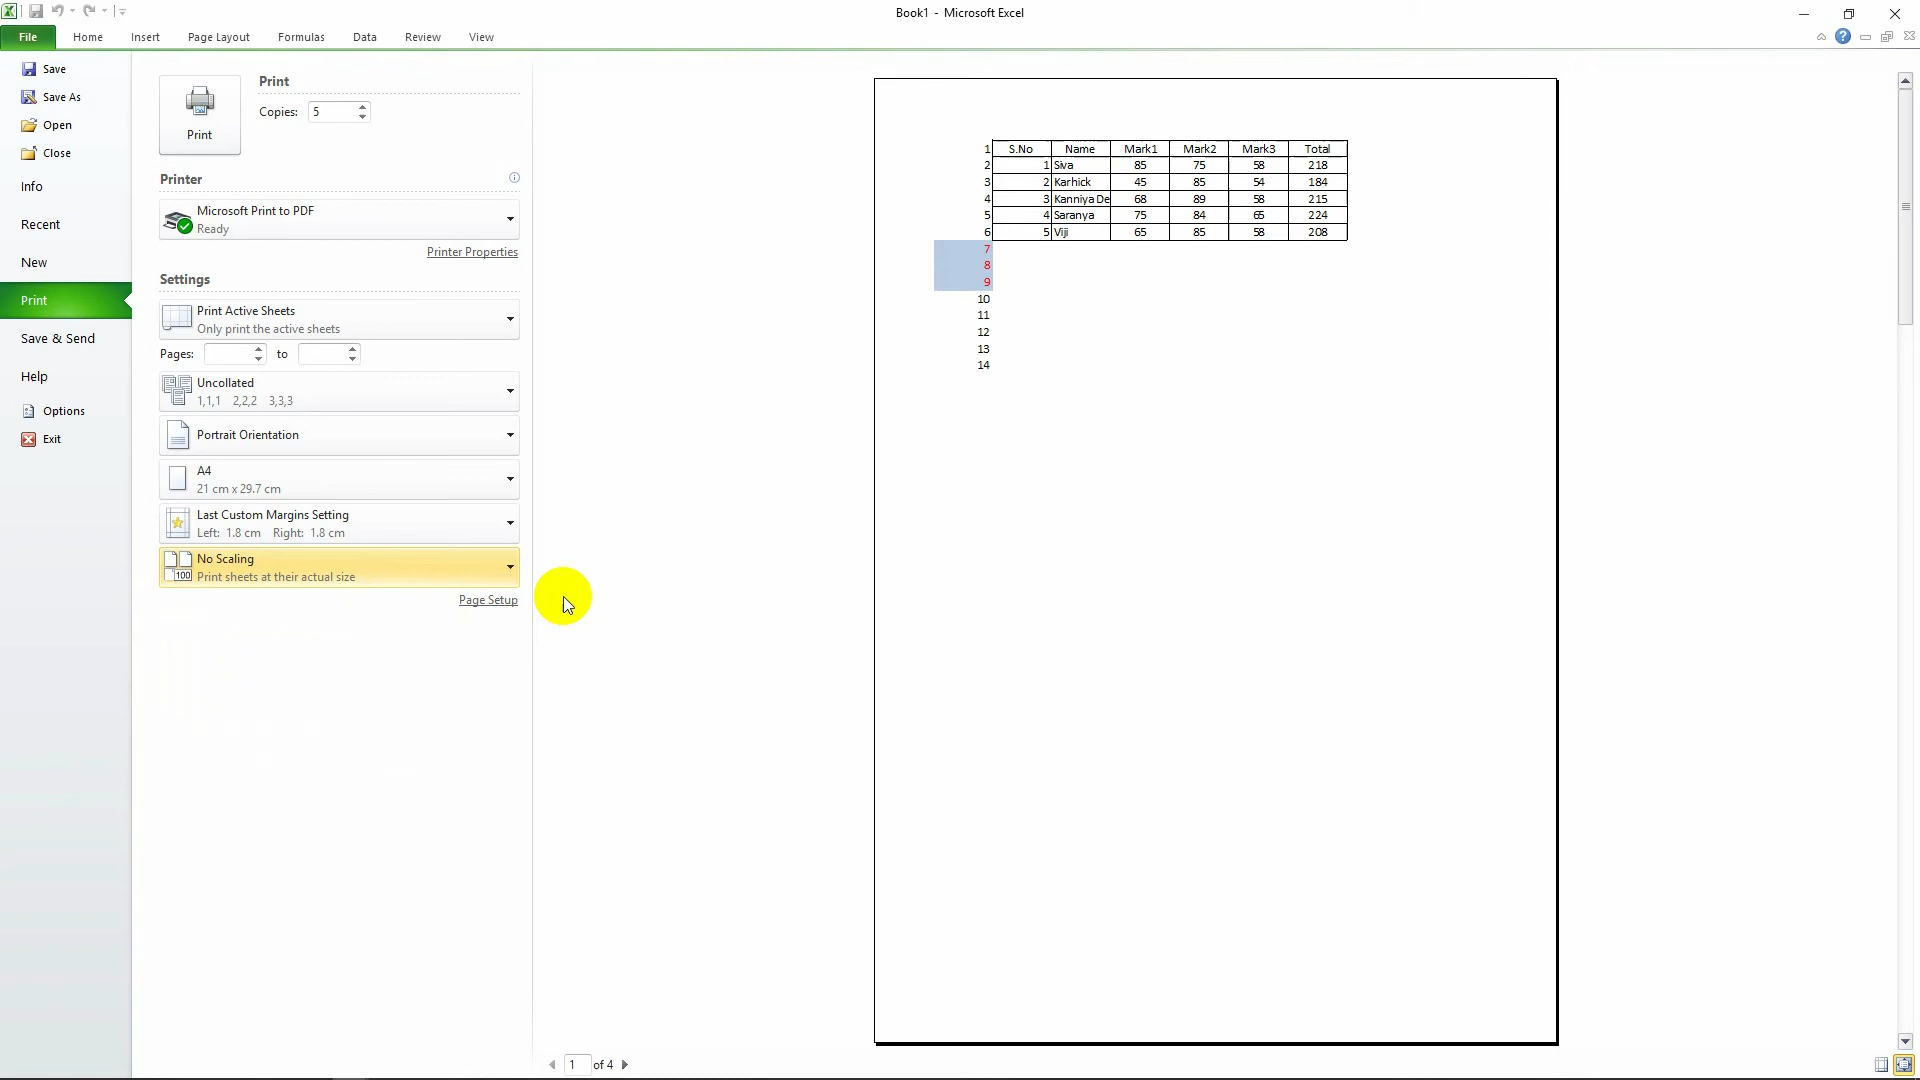 Book1 - Microsoft Excel
File Home Insert Page Layout Formulas Data Review View
Save
Save As
Open
Close
Info
Recent
New
Print
Save & Send
Help
Options
Exit
Print
Print
Copies: 5
Printer
Microsoft Print to PDF
Ready
Printer Properties
Settings
Print Active Sheets
Only print the active sheets
Pages: to
Uncollated
1,1,1 2,2,2 3,3,3
Portrait Orientation
A4
21 cm x 29.7 cm
Last Custom Margins Setting
Left: 1.8 cm Right: 1.8 cm
No Scaling
100
Print sheets at their actual size
Page Setup
1 S.No Name Mark1 Mark2 Mark3 Total
2 1 Siva 85 75 58 218
3 2 Karhick 45 85 54 184
4 3 Kanniya De 68 89 58 215
5 4 Saranya 75 84 65 224
6 5 Viji 65 85 58 208
7
8
9
10
11
12
13
14
1 of 4